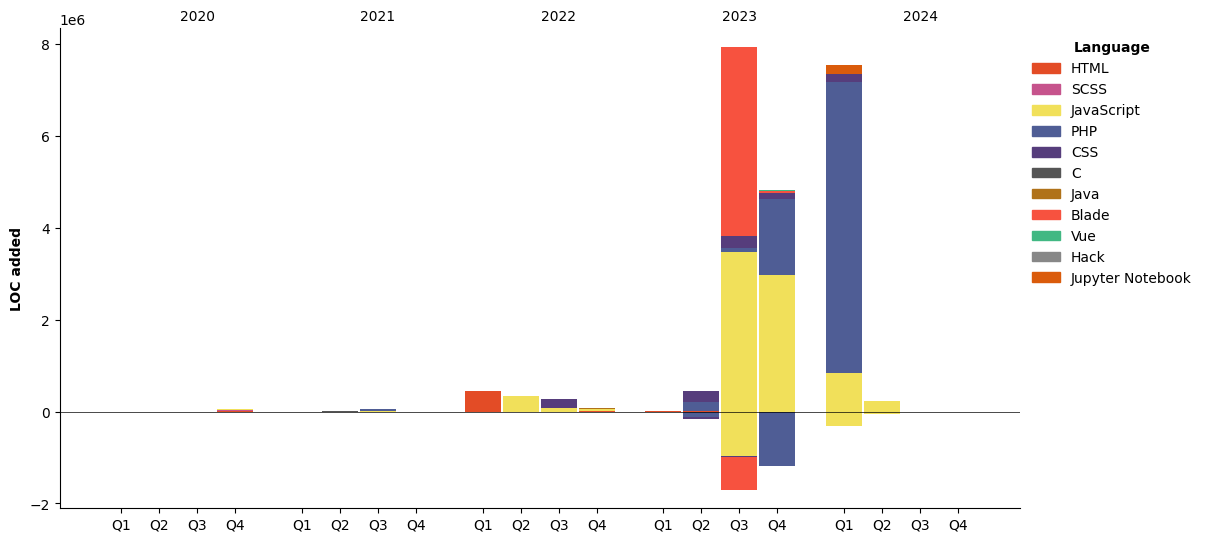 2020 2021 2022 2023 2024
1e6
8
6
4
2
0
−2
LOC added
Q1 Q2 Q3 Q4 Q1 Q2 Q3 Q4 Q1 Q2 Q3 Q4 Q1 Q2 Q3 Q4 Q1 Q2 Q3 Q4
Language
HTML
SCSS
JavaScript
PHP
CSS
C
Java
Blade
Vue
Hack
Jupyter Notebook